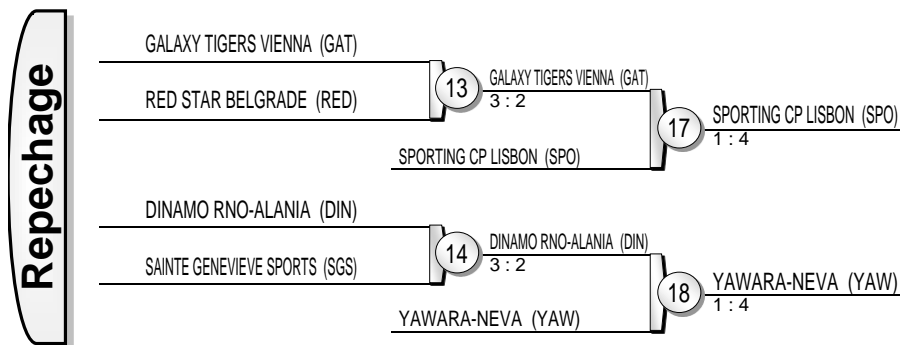 Repechage
GALAXY TIGERS VIENNA (GAT)
RED STAR BELGRADE (RED)
13
GALAXY TIGERS VIENNA (GAT)
3 : 2
SPORTING CP LISBON (SPO)
17
SPORTING CP LISBON (SPO)
1 : 4
DINAMO RNO-ALANIA (DIN)
SAINTE GENEVIEVE SPORTS (SGS)
14
DINAMO RNO-ALANIA (DIN)
3 : 2
YAWARA-NEVA (YAW)
18
YAWARA-NEVA (YAW)
1 : 4